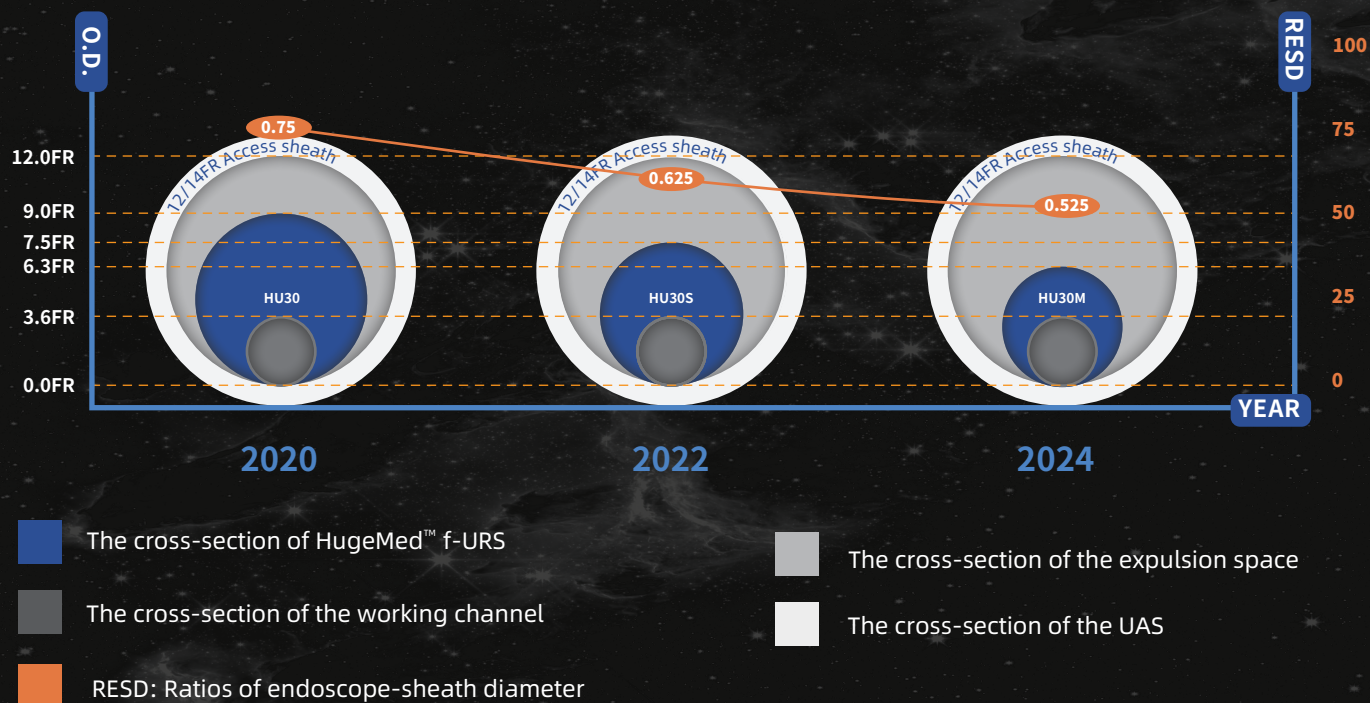 O.D.
RESD
100
75
50
25
0
12.0FR
9.0FR
7.5FR
6.3FR
3.6FR
0.0FR
0.75
12/14FR Access sheath
HU30
0.625
12/14FR Access sheath
HU30S
0.525
12/14FR Access sheath
HU30M
YEAR
2020
2022
2024
The cross-section of HugeMed™ f-URS
The cross-section of the working channel
RESD: Ratios of endoscope-sheath diameter
The cross-section of the expulsion space
The cross-section of the UAS